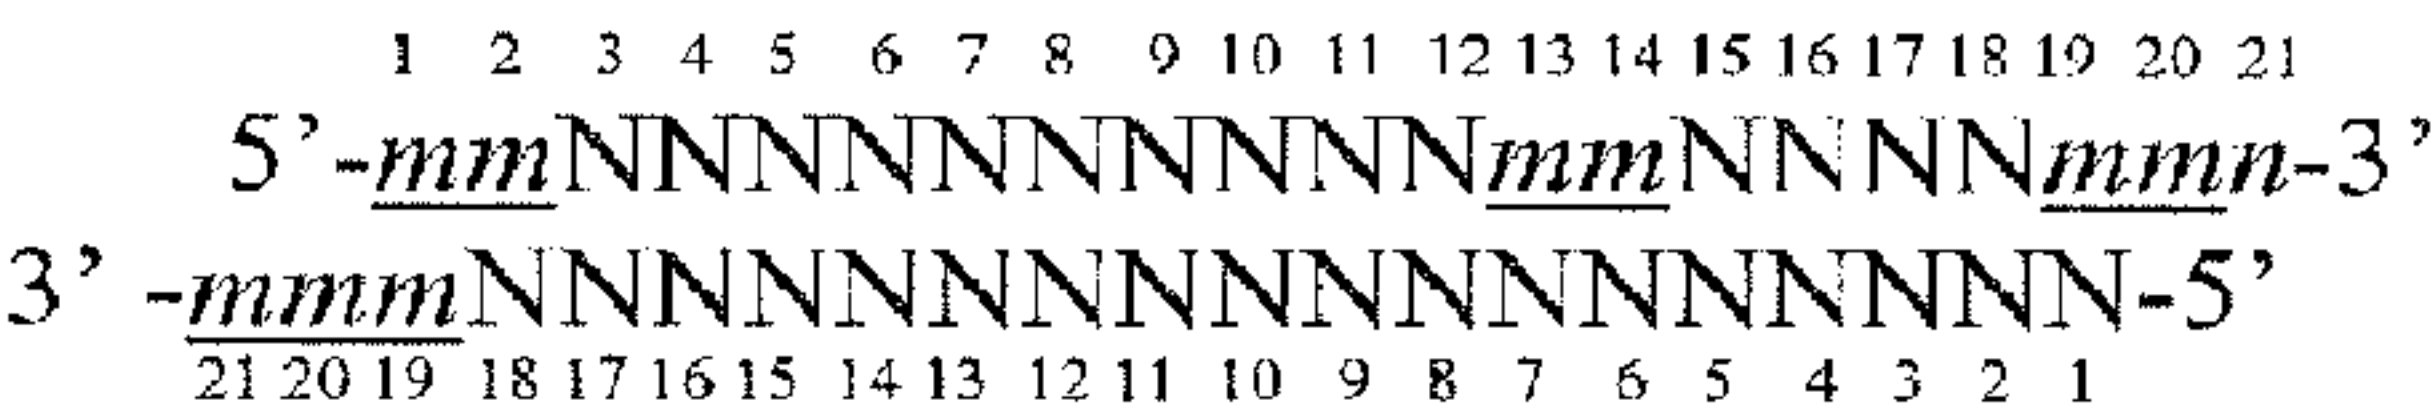 1 2 3 4 5 6 7 8 9 10 11 12 13 14 15 16 17 18 19 20 21
5’-mmNNNNNNNNNNmmNNNNmmn-3’
3’-mmmNNNNNNNNNNNNNNNNNN-5’
21 20 19 18 17 16 15 14 13 12 11 10 9 8 7 6 5 4 3 2 1